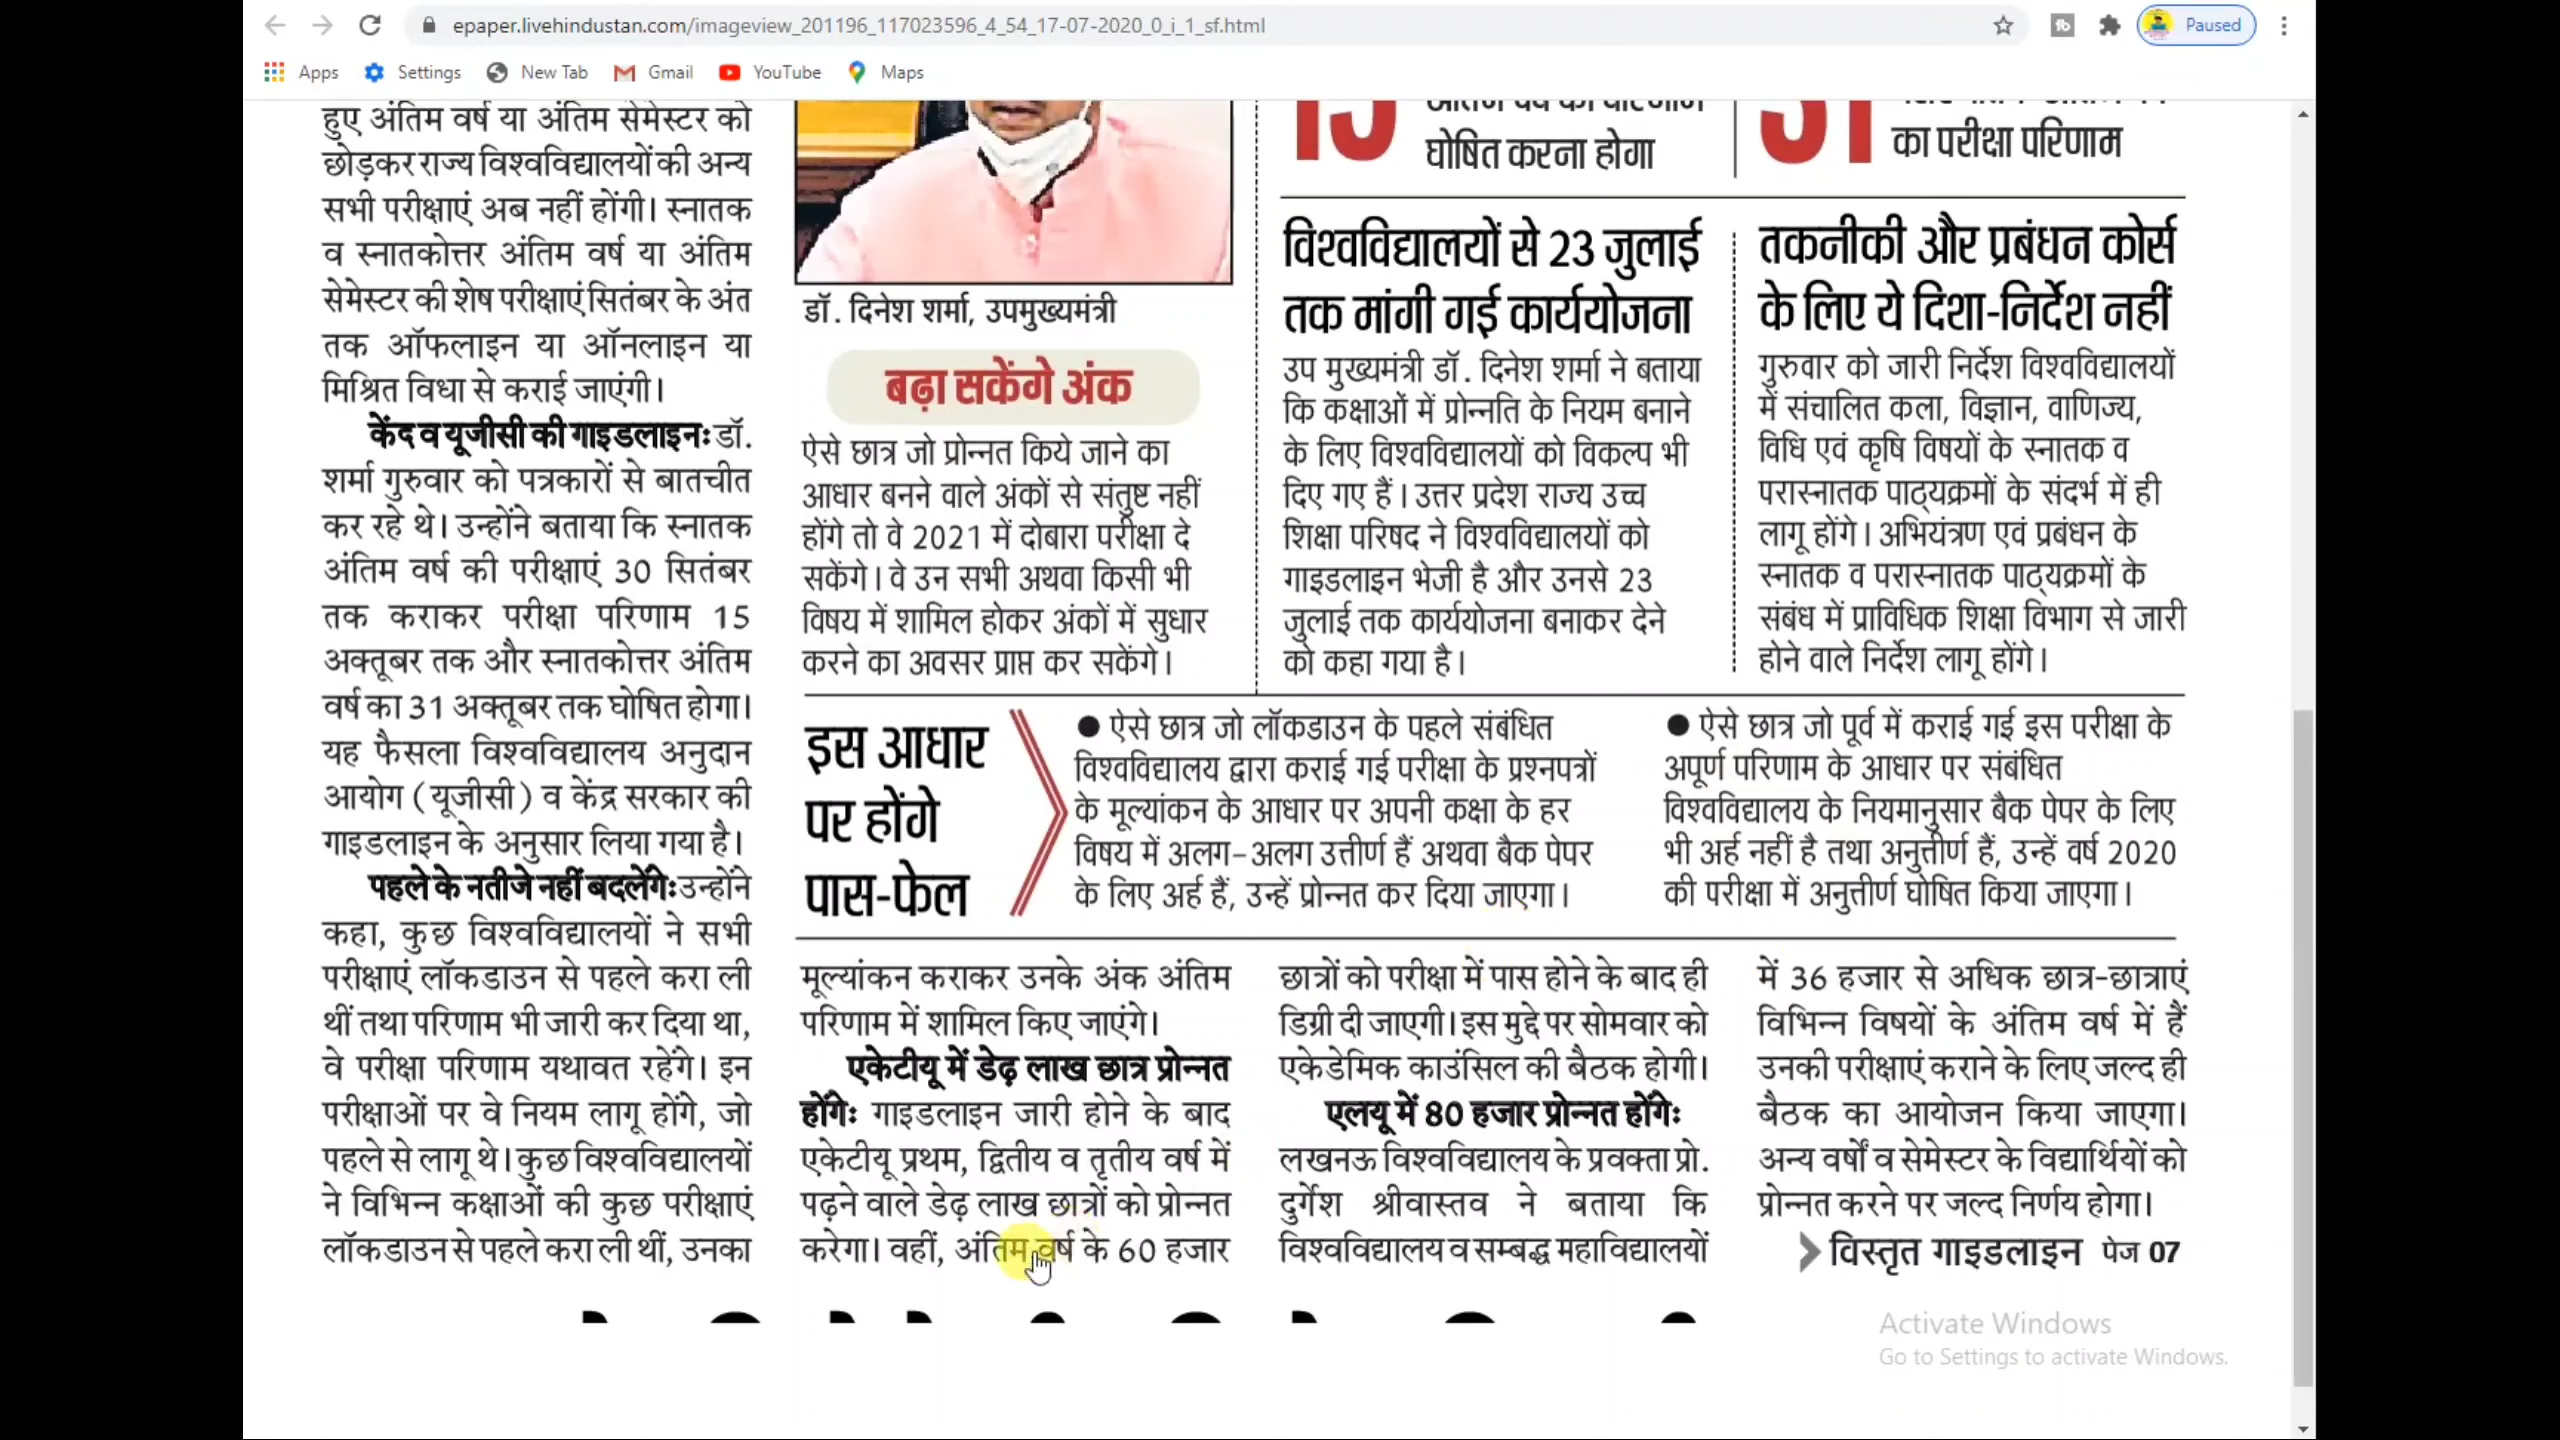 epaper.livehindustan.com/imageview_201196_117023596_4_54_17-07-2020_0_i_1_sf.html
Paused
Apps
Settings
New Tab
Gmail
YouTube
Maps
हुए अंतिम वर्ष या अंतिम सेमेस्टर को
छोड़कर राज्य विश्वविद्यालयों की अन्य
सभी परीक्षाएं अब नहीं होंगी। स्नातक
व स्नातकोत्तर अंतिम वर्ष या अंतिम
सेमेस्टर की शेष परीक्षाएं सितंबर के अंत
तक ऑफलाइन या ऑनलाइन या
मिश्रित विधा से कराई जाएंगी।
केंद व यूजीसी की गाइडलाइनः डॉ.
शर्मा गुरुवार को पत्रकारों से बातचीत
कर रहे थे। उन्होंने बताया कि स्नातक
अंतिम वर्ष की परीक्षाएं 30 सितंबर
तक कराकर परीक्षा परिणाम 15
अक्तूबर तक और स्नातकोत्तर अंतिम
वर्ष का 31 अक्तूबर तक घोषित होगा।
यह फैसला विश्वविद्यालय अनुदान
आयोग (यूजीसी) व केंद्र सरकार की
गाइडलाइन के अनुसार लिया गया है।
पहले के नतीजे नहीं बदलेंगेः उन्होंने
कहा, कुछ विश्वविद्यालयों ने सभी
परीक्षाएं लॉकडाउन से पहले करा ली
थीं तथा परिणाम भी जारी कर दिया था,
वे परीक्षा परिणाम यथावत रहेंगे। इन
परीक्षाओं पर वे नियम लागू होंगे, जो
पहले से लागू थे। कुछ विश्वविद्यालयों
ने विभिन्न कक्षाओं की कुछ परीक्षाएं
लॉकडाउन से पहले करा ली थीं, उनका
डॉ. दिनेश शर्मा, उपमुख्यमंत्री
बढ़ा सकेंगे अंक
ऐसे छात्र जो प्रोन्नत किये जाने का
आधार बनने वाले अंकों से संतुष्ट नहीं
होंगे तो वे 2021 में दोबारा परीक्षा दे
सकेंगे। वे उन सभी अथवा किसी भी
विषय में शामिल होकर अंकों में सुधार
करने का अवसर प्राप्त कर सकेंगे।
15
घोषित करना होगा
31
का परीक्षा परिणाम
विश्वविद्यालयों से 23 जुलाई
तक मांगी गई कार्ययोजना
उप मुख्यमंत्री डॉ. दिनेश शर्मा ने बताया
कि कक्षाओं में प्रोन्नति के नियम बनाने
के लिए विश्वविद्यालयों को विकल्प भी
दिए गए हैं। उत्तर प्रदेश राज्य उच्च
शिक्षा परिषद ने विश्वविद्यालयों को
गाइडलाइन भेजी है और उनसे 23
जुलाई तक कार्ययोजना बनाकर देने
को कहा गया है।
तकनीकी और प्रबंधन कोर्स
के लिए ये दिशा-निर्देश नहीं
गुरुवार को जारी निर्देश विश्वविद्यालयों
में संचालित कला, विज्ञान, वाणिज्य,
विधि एवं कृषि विषयों के स्नातक व
परास्नातक पाठ्यक्रमों के संदर्भ में ही
लागू होंगे। अभियंत्रण एवं प्रबंधन के
स्नातक व परास्नातक पाठ्यक्रमों के
संबंध में प्राविधिक शिक्षा विभाग से जारी
होने वाले निर्देश लागू होंगे।
इस आधार
पर होंगे
पास-फेल
● ऐसे छात्र जो लॉकडाउन के पहले संबंधित
विश्वविद्यालय द्वारा कराई गई परीक्षा के प्रश्नपत्रों
के मूल्यांकन के आधार पर अपनी कक्षा के हर
विषय में अलग-अलग उत्तीर्ण हैं अथवा बैक पेपर
के लिए अर्ह हैं, उन्हें प्रोन्नत कर दिया जाएगा।
● ऐसे छात्र जो पूर्व में कराई गई इस परीक्षा के
अपूर्ण परिणाम के आधार पर संबंधित
विश्वविद्यालय के नियमानुसार बैक पेपर के लिए
भी अर्ह नहीं है तथा अनुत्तीर्ण हैं, उन्हें वर्ष 2020
की परीक्षा में अनुत्तीर्ण घोषित किया जाएगा।
मूल्यांकन कराकर उनके अंक अंतिम
परिणाम में शामिल किए जाएंगे।
एकेटीयू में डेढ़ लाख छात्र प्रोन्नत
होंगेः गाइडलाइन जारी होने के बाद
एकेटीयू प्रथम, द्वितीय व तृतीय वर्ष में
पढ़ने वाले डेढ़ लाख छात्रों को प्रोन्नत
करेगा। वहीं, अंतिम वर्ष के 60 हजार
छात्रों को परीक्षा में पास होने के बाद ही
डिग्री दी जाएगी। इस मुद्दे पर सोमवार को
एकेडेमिक काउंसिल की बैठक होगी।
एलयू में 80 हजार प्रोन्नत होंगेः
लखनऊ विश्वविद्यालय के प्रवक्ता प्रो.
दुर्गेश श्रीवास्तव ने बताया कि
विश्वविद्यालय व सम्बद्ध महाविद्यालयों
में 36 हजार से अधिक छात्र-छात्राएं
विभिन्न विषयों के अंतिम वर्ष में हैं
उनकी परीक्षाएं कराने के लिए जल्द ही
बैठक का आयोजन किया जाएगा।
अन्य वर्षों व सेमेस्टर के विद्यार्थियों को
प्रोन्नत करने पर जल्द निर्णय होगा।
विस्तृत गाइडलाइन पेज 07
Activate Windows
Go to Settings to activate Windows.